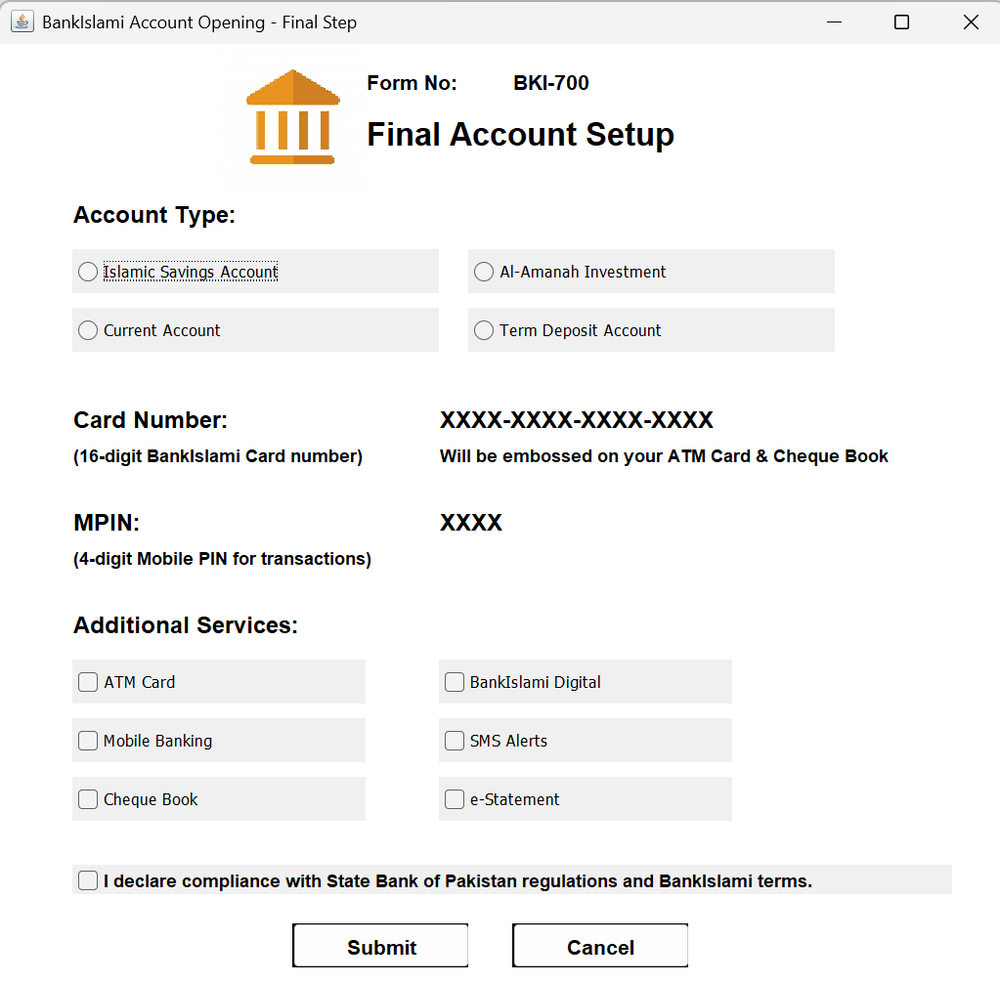 BankIslami Account Opening - Final Step
Form No: BKI-700
Final Account Setup
Account Type:
Islamic Savings Account Al-Amanah Investment
Current Account Term Deposit Account
Card Number: XXXX-XXXX-XXXX-XXXX
(16-digit BankIslami Card number) Will be embossed on your ATM Card & Cheque Book
MPIN: XXXX
(4-digit Mobile PIN for transactions)
Additional Services:
ATM Card BankIslami Digital
Mobile Banking SMS Alerts
Cheque Book e-Statement
I declare compliance with State Bank of Pakistan regulations and BankIslami terms.
Submit Cancel